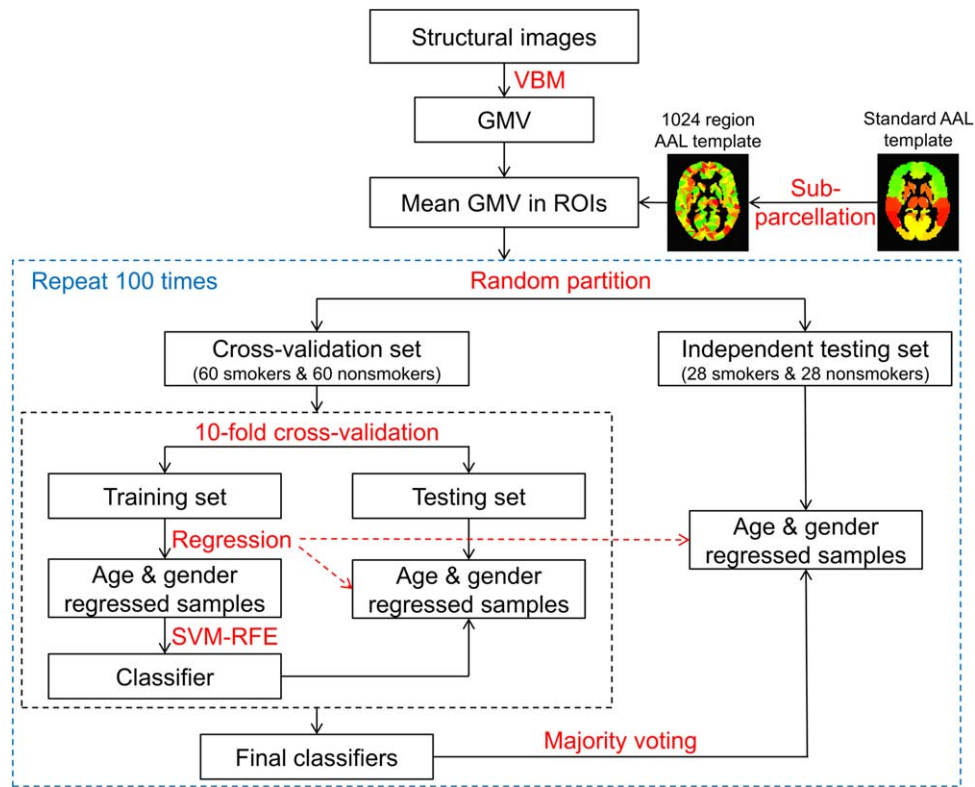 Structural images
VBM
GMV
1024 region
AAL template
Standard AAL
template
Mean GMV in ROIs
Sub-
parcellation
Repeat 100 times
Random partition
Cross-validation set
(60 smokers & 60 nonsmokers)
Independent testing set
(28 smokers & 28 nonsmokers)
10-fold cross-validation
Training set
Testing set
Regression
Age & gender
regressed samples
Age & gender
regressed samples
Age & gender
regressed samples
SVM-RFE
Classifier
Final classifiers
Majority voting